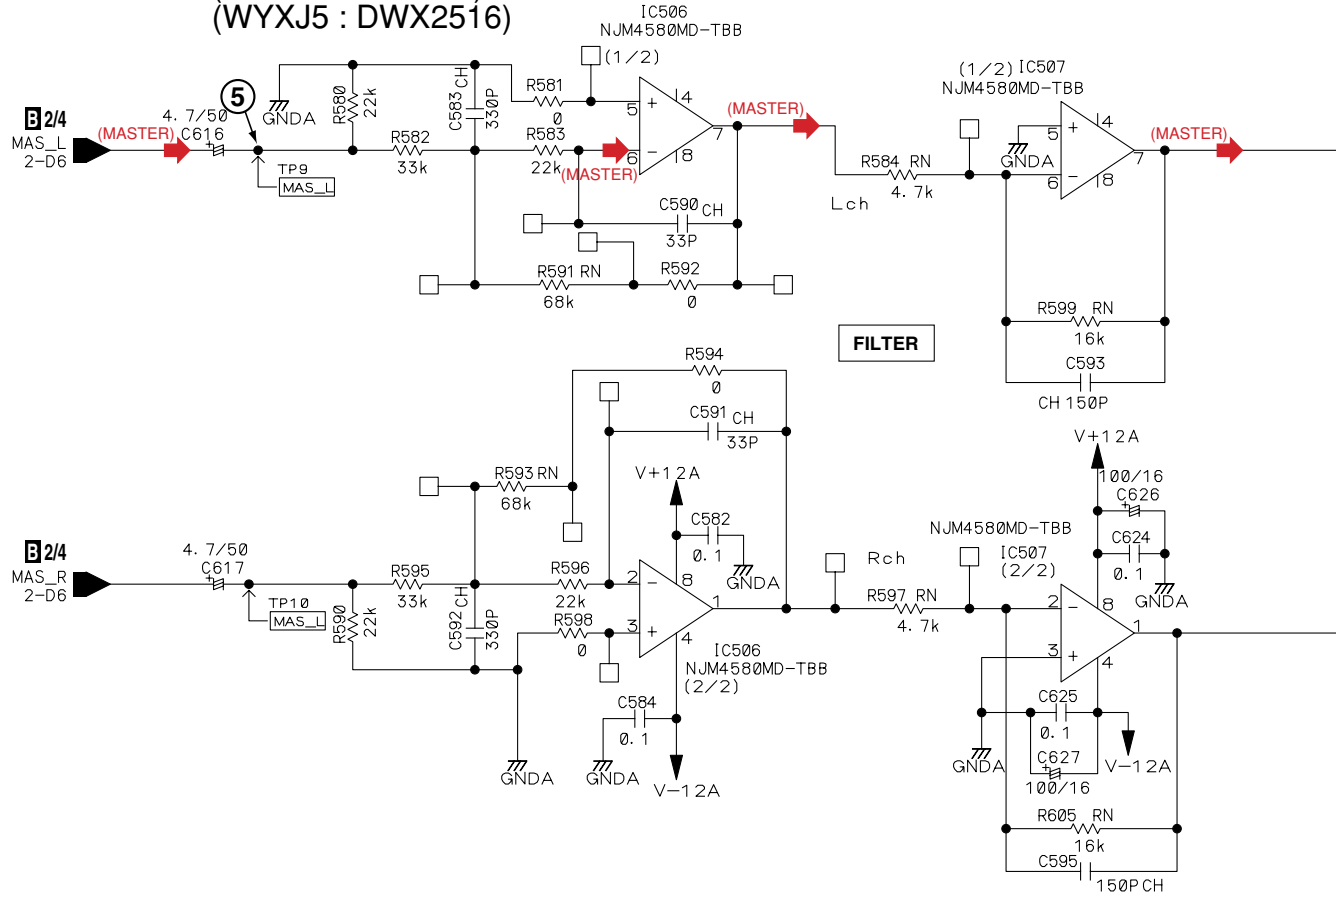 (WYXJ5 : DWX2516)
IC506
NJM4580MD-TBB
(1/2)
(1/2) IC507
NJM4580MD-TBB
R581
0
5
+
14
7
6
−
18
R580
22k
C583 CH
330P
GNDA
5
4.7/50
C616
B 2/4
MAS_L
2-D6
(MASTER)
TP9
MAS_L
R582
33k
R583
22k
(MASTER)
(MASTER)
C590 CH
33P
R591 RN
68k
R592
0
R584 RN
4.7k
Lch
GNDA
5
+
14
7
6
−
18
(MASTER)
R599 RN
16k
C593
CH 150P
FILTER
R594
0
C591 CH
33P
R593 RN
68k
V+12A
C582
0.1
GNDA
B 2/4
MAS_R
2-D6
4.7/50
C617
TP10
MAS_L
R590
22k
R595
33k
C592 CH
330P
R596
22k
R598
0
2
−
8
1
3
+
4
IC506
NJM4580MD-TBB
(2/2)
C584
0.1
GNDA
GNDA
V-12A
Rch
R597 RN
4.7k
NJM4580MD-TBB
IC507
(2/2)
V+12A
100/16
+
C626
C624
0.1
GNDA
2
−
8
1
3
+
4
C625
0.1
GNDA
+
C627
100/16
V-12A
R605 RN
16k
C595
150P CH